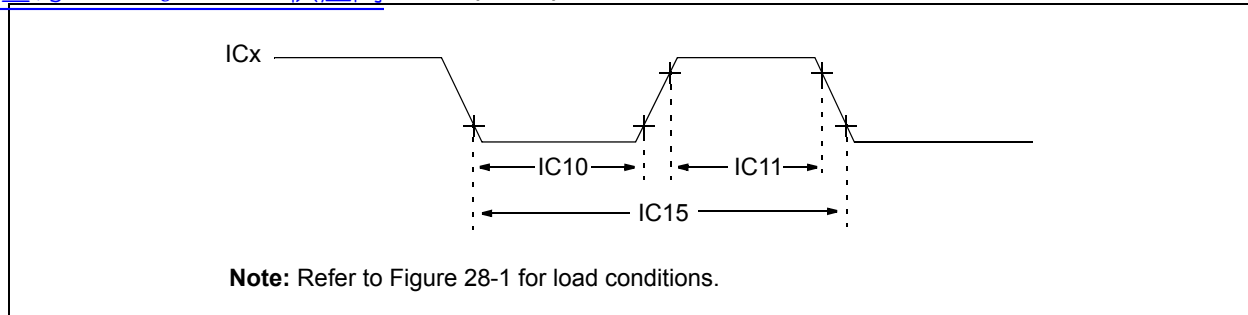 ICx
IC10
IC11
IC15
Note: Refer to Figure 28-1 for load conditions.